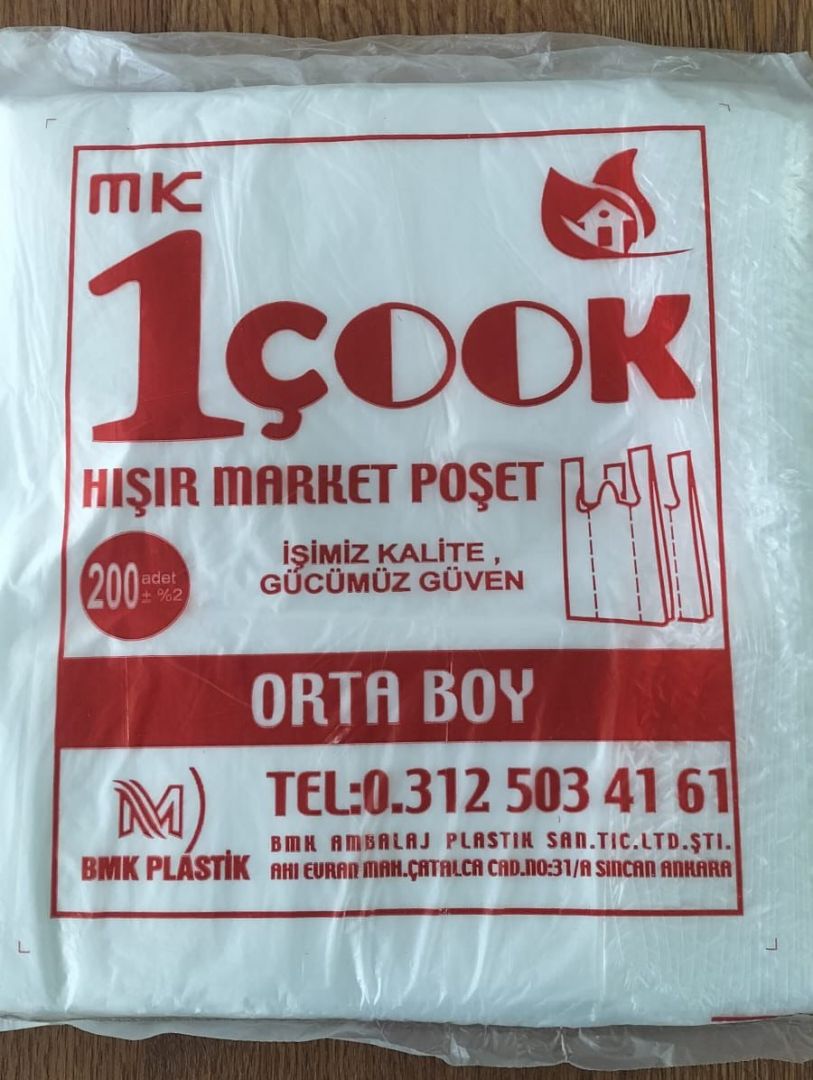 MK
1ÇOOK
HIŞIR MARKET POŞET
200 adet
± %2
İŞİMİZ KALİTE ,
GÜCÜMÜZ GÜVEN
ORTA BOY
TEL:0.312 503 41 61
BMK AMBALAJ PLASTIK SAN.TIC.LTD.ŞTI.
BMK PLASTİK
AHI EVRAN MAH.ÇATALCA CAD.NO:31/A SINCAN ANKARA